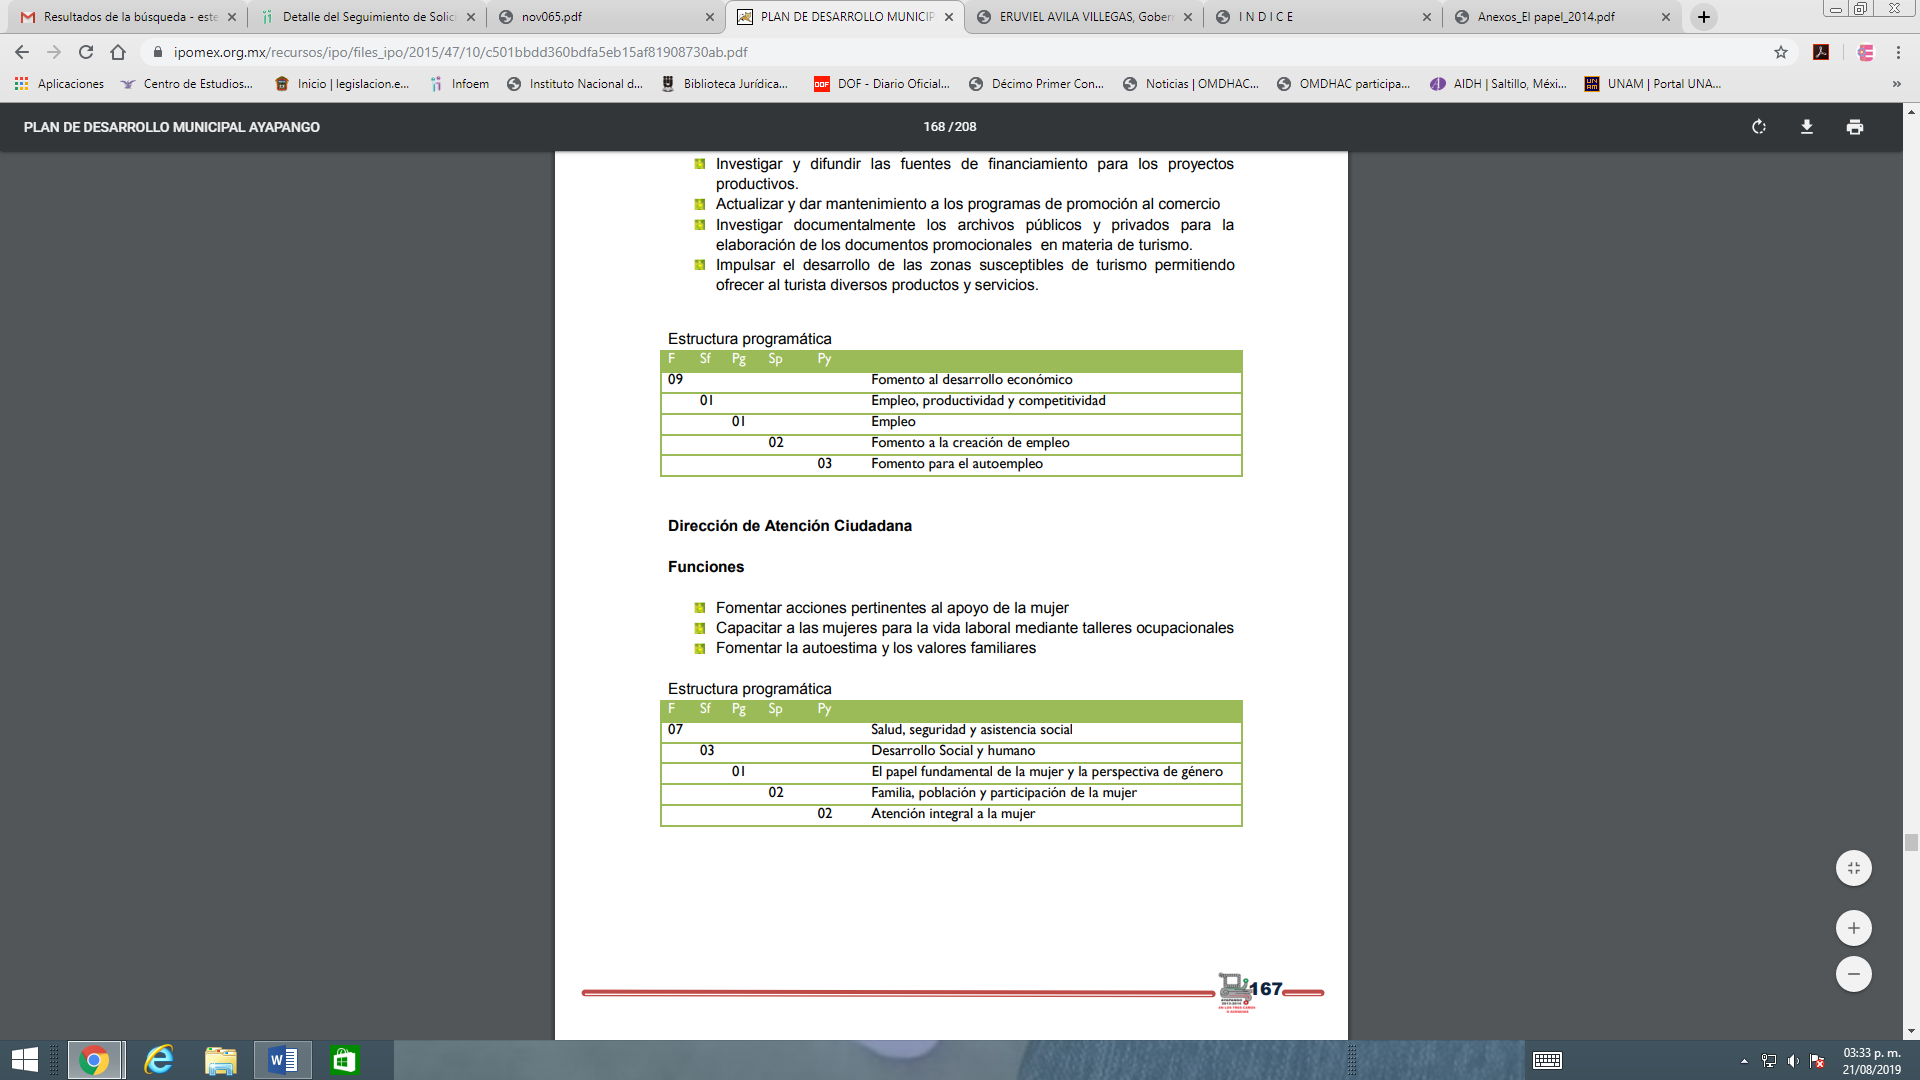 Resultados de la búsqueda - este
Detalle del Seguimiento de Solici
nov065.pdf
PLAN DE DESARROLLO MUNICIP
ERUVIEL AVILA VILLEGAS, Gober
I N D I C E
Anexos_El papel_2014.pdf
ipomex.org.mx/recursos/ipo/files_ipo/2015/47/10/c501bbdd360bdfa5eb15af81908730ab.pdf
Aplicaciones
Centro de Estudios...
Inicio | legislacion.e...
Infoem
Instituto Nacional d...
Biblioteca Jurídica...
DOF - Diario Oficial...
Décimo Primer Con...
Noticias | OMDHAC...
OMDHAC participa...
AIDH | Saltillo, Méxi...
UNAM | Portal UNA...
»
PLAN DE DESARROLLO MUNICIPAL AYAPANGO
168 / 208
Investigar y difundir las fuentes de financiamiento para los proyectos
productivos.
Actualizar y dar mantenimiento a los programas de promoción al comercio
Investigar documentalmente los archivos públicos y privados para la
elaboración de los documentos promocionales en materia de turismo.
Impulsar el desarrollo de las zonas susceptibles de turismo permitiendo
ofrecer al turista diversos productos y servicios.
Estructura programática
F Sf Pg Sp Py
09 Fomento al desarrollo económico
01 Empleo, productividad y competitividad
01 Empleo
02 Fomento a la creación de empleo
03 Fomento para el autoempleo
Dirección de Atención Ciudadana
Funciones
Fomentar acciones pertinentes al apoyo de la mujer
Capacitar a las mujeres para la vida laboral mediante talleres ocupacionales
Fomentar la autoestima y los valores familiares
Estructura programática
F Sf Pg Sp Py
07 Salud, seguridad y asistencia social
03 Desarrollo Social y humano
01 El papel fundamental de la mujer y la perspectiva de género
02 Familia, población y participación de la mujer
02 Atención integral a la mujer
167
03:33 p. m.
21/08/2019